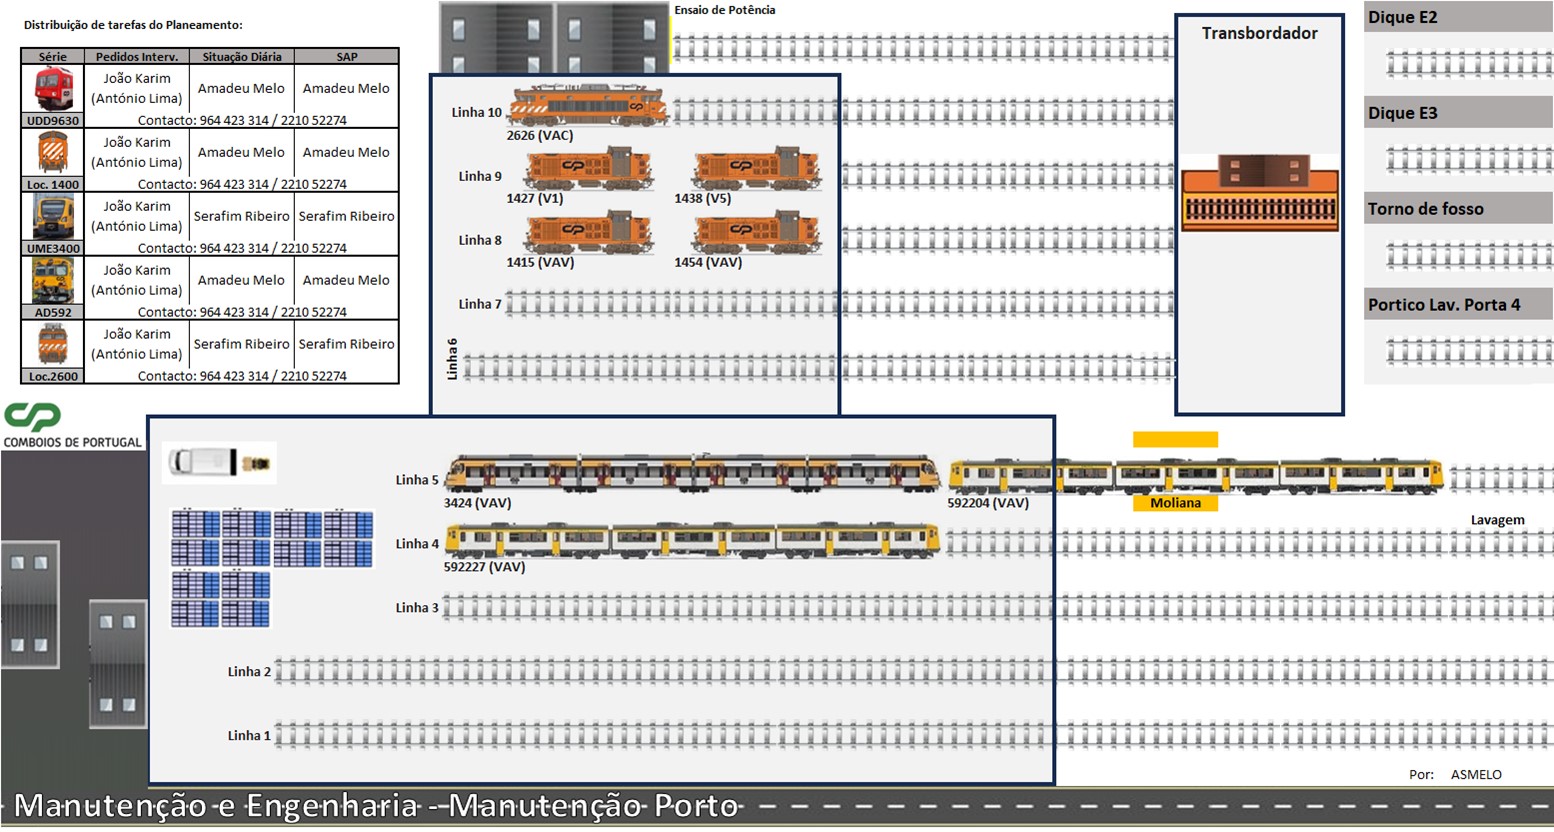 Distribuição de tarefas do Planeamento:
Série Pedidos Interv. Situação Diária SAP
João Karim
(António Lima)
Amadeu Melo Amadeu Melo
UDD9630 Contacto: 964 423 314 / 2210 52274
João Karim
(António Lima)
Amadeu Melo Amadeu Melo
Loc. 1400 Contacto: 964 423 314 / 2210 52274
João Karim
(António Lima)
Serafim Ribeiro Serafim Ribeiro
UME3400 Contacto: 964 423 314 / 2210 52274
João Karim
(António Lima)
Amadeu Melo Amadeu Melo
AD592 Contacto: 964 423 314 / 2210 52274
João Karim
(António Lima)
Serafim Ribeiro Serafim Ribeiro
Loc.2600 Contacto: 964 423 314 / 2210 52274
CP
COMBOIOS DE PORTUGAL
Ensaio de Potência
Linha 10
CP
2626 (VAC)
Linha 9
CP
CP
1427 (V1)
1438 (V5)
Linha 8
CP
CP
1415 (VAV)
1454 (VAV)
Linha 7
Linha 6
Transbordador
Dique E2
Dique E3
Torno de fosso
Portico Lav. Porta 4
Linha 5
3424 (VAV)
592204 (VAV)
Moliana
Lavagem
Linha 4
592227 (VAV)
Linha 3
Linha 2
Linha 1
Por: ASMELO
Manutenção e Engenharia - Manutenção Porto